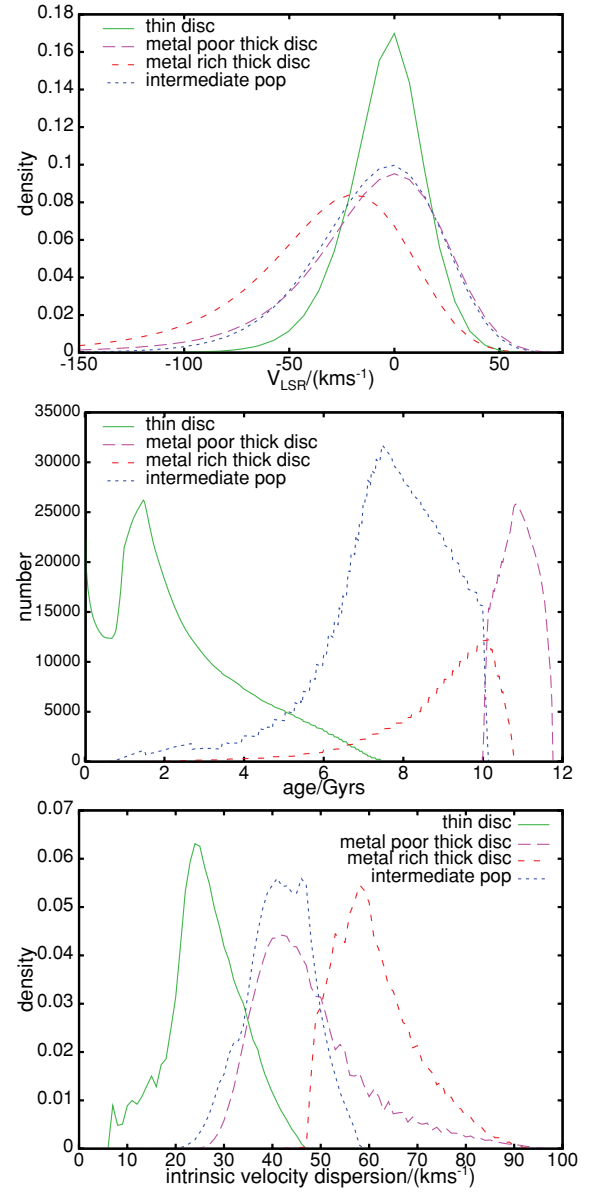 thin disc
metal poor thick disc
metal rich thick disc
intermediate pop
0.18
0.16
0.14
0.12
0.1
0.08
0.06
0.04
0.02
0
density
-150 -100 -50 0 50
V_LSR/(kms⁻¹)
thin disc
metal poor thick disc
metal rich thick disc
intermediate pop
35000
30000
25000
20000
15000
10000
5000
0
number
0 2 4 6 8 10 12
age/Gyrs
thin disc
metal poor thick disc
metal rich thick disc
intermediate pop
0.07
0.06
0.05
0.04
0.03
0.02
0.01
0
density
0 10 20 30 40 50 60 70 80 90 100
intrinsic velocity dispersion/(kms⁻¹)